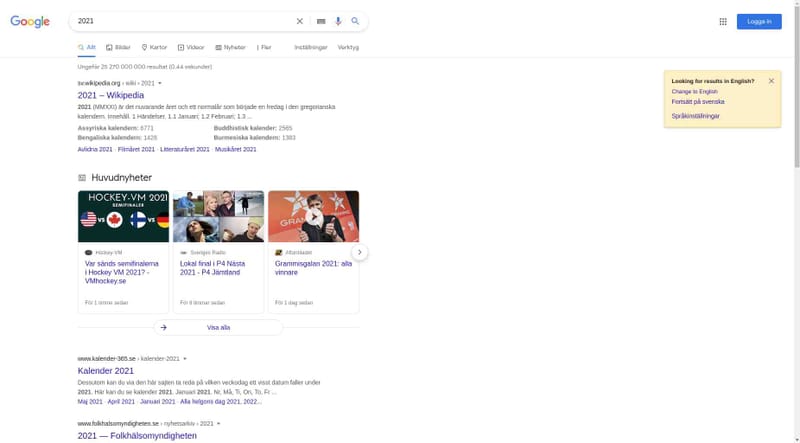 Google
2021
Logga in
Allt
Bilder
Kartor
Videor
Nyheter
Fler
Inställningar
Verktyg
Ungefär 25 270 000 000 resultat (0,44 sekunder)
Looking for results in English?
Change to English
Fortsätt på svenska
Språkinställningar
sv.wikipedia.org › wiki › 2021
2021 – Wikipedia
2021 (MMXXI) är det nuvarande året och ett normalår som började en fredag i den gregorianska
kalendern. Innehåll. 1 Händelser. 1.1 Januari; 1.2 Februari; 1.3 ...
Assyriska kalendern: 6771
Buddhistisk kalender: 2565
Bengaliska kalendern: 1428
Burmesiska kalendern: 1383
Avlidna 2021 · Filmåret 2021 · Litteraturåret 2021 · Musikåret 2021
Huvudnyheter
HOCKEY-VM 2021
SEMIFINALER
VS
VS
Hockey-VM
Var sänds semifinalerna
i Hockey VM 2021? -
VMhockey.se
För 1 timme sedan
Sveriges Radio
Lokal final i P4 Nästa
2021 - P4 Jämtland
För 8 timmar sedan
Aftonbladet
Grammisgalan 2021: alla
vinnare
För 1 dag sedan
Visa alla
www.kalender-365.se › kalender-2021
Kalender 2021
Dessutom kan du via den här sajten ta reda på vilken veckodag ett visst datum faller under
2021. Här kan du se kalender 2021. Januari 2021. Nr, Må, Ti, On, To, Fr ...
Maj 2021 · April 2021 · Januari 2021 · Alla helgons dag 2021, 2022...
www.folkhalsomyndigheten.se › nyhetsarkiv › 2021
2021 — Folkhälsomyndigheten